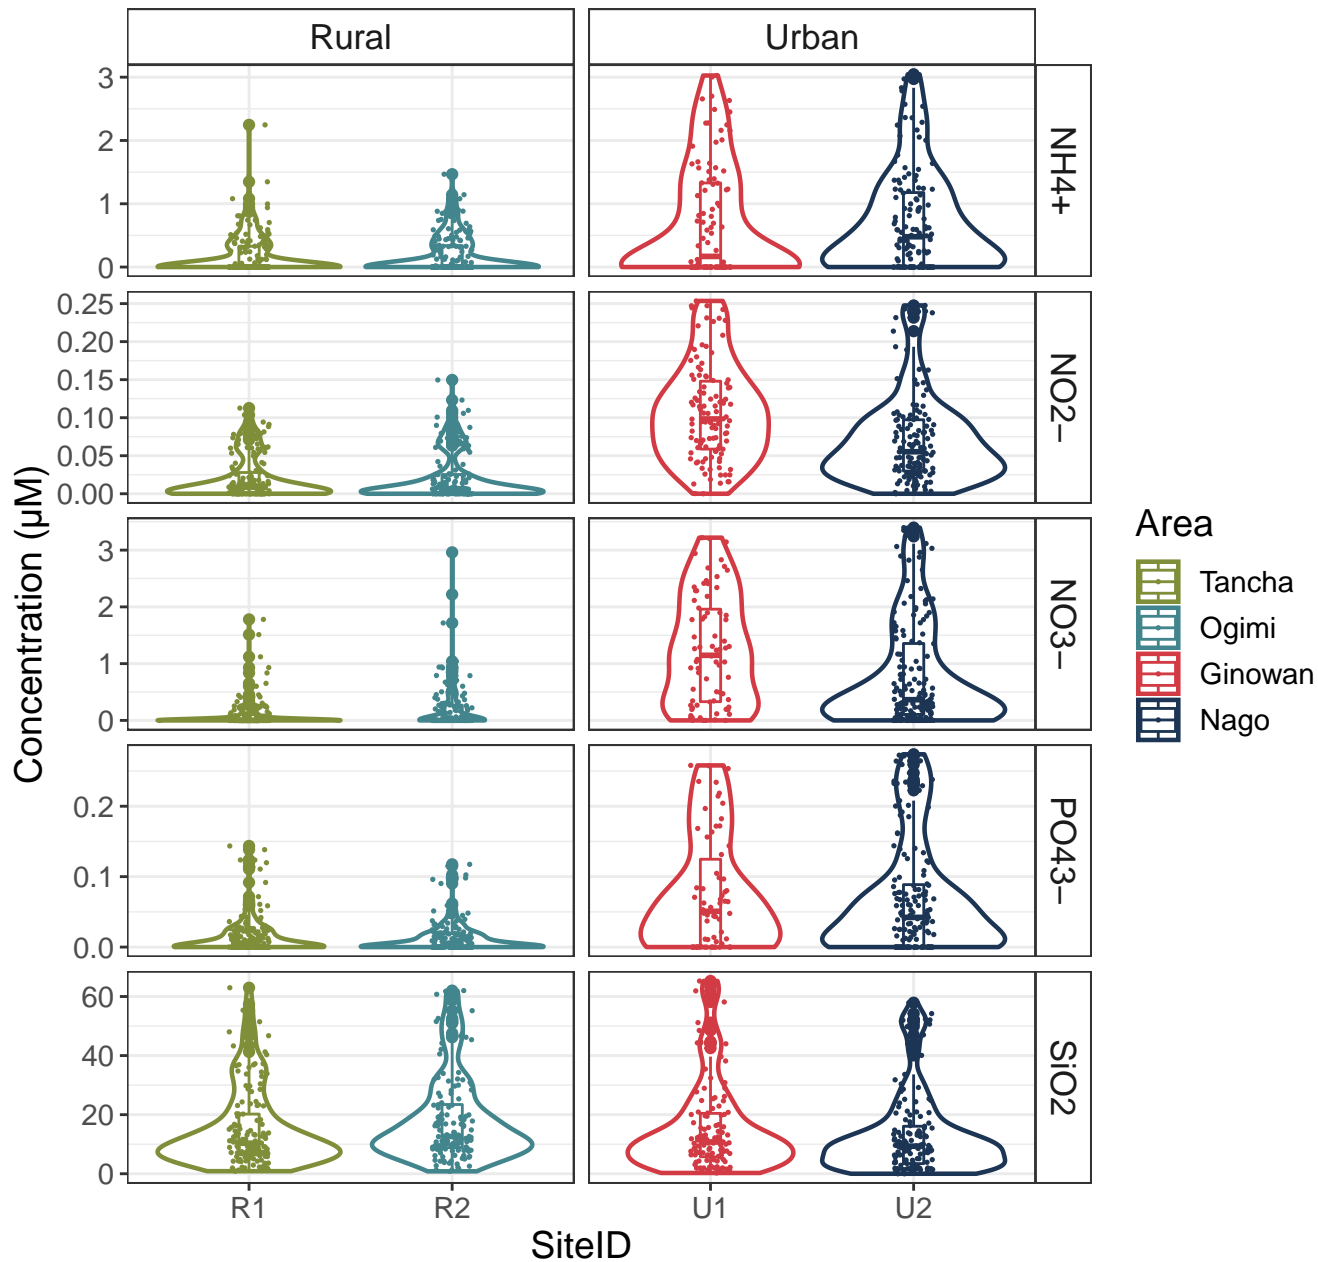 Rural Urban
3
2
1
0
NH4+
0.25
0.20
0.15
0.10
0.05
0.00
NO2−
3
2
1
0
NO3−
0.2
0.1
0.0
PO43−
60
40
20
0
SiO2
R1 R2 U1 U2
SiteID
Concentration (µM)
Area
Tancha
Ogimi
Ginowan
Nago